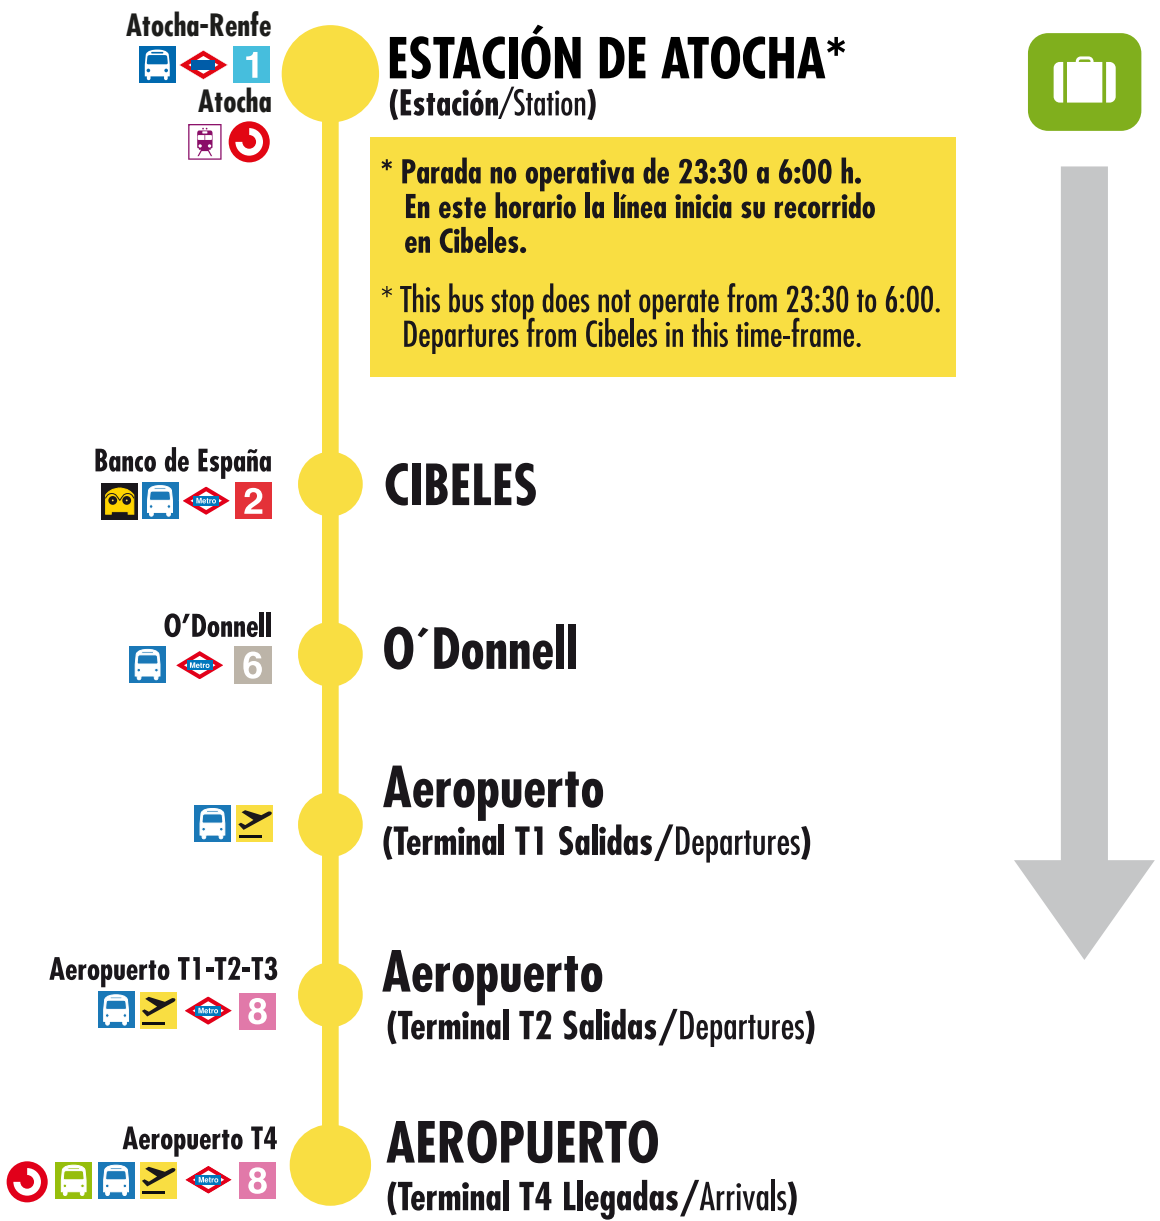 Atocha-Renfe
1
Atocha
ESTACIÓN DE ATOCHA*
(Estación/Station)
* Parada no operativa de 23:30 a 6:00 h.
En este horario la línea inicia su recorrido
en Cibeles.
* This bus stop does not operate from 23:30 to 6:00.
Departures from Cibeles in this time-frame.
Banco de España
Metro 2
CIBELES
O'Donnell
Metro 6
O´Donnell
Aeropuerto
(Terminal T1 Salidas/Departures)
Aeropuerto T1-T2-T3
Metro 8
Aeropuerto
(Terminal T2 Salidas/Departures)
Aeropuerto T4
Metro 8
AEROPUERTO
(Terminal T4 Llegadas/Arrivals)